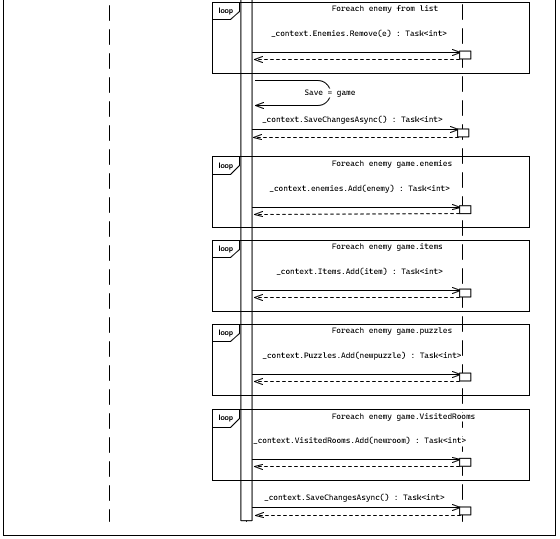 loop
Foreach enemy from list
_context.Enemies.Remove(e) : Task<int>
Save = game
_context.SaveChangesAsync() : Task<int>
loop
Foreach enemy game.enemies
_context.enemies.Add(enemy) : Task<int>
loop
Foreach enemy game.items
_context.Items.Add(item) : Task<int>
loop
Foreach enemy game.puzzles
_context.Puzzles.Add(newpuzzle) : Task<int>
loop
Foreach enemy game.VisitedRooms
_context.VisitedRooms.Add(newroom) : Task<int>
_context.SaveChangesAsync() : Task<int>